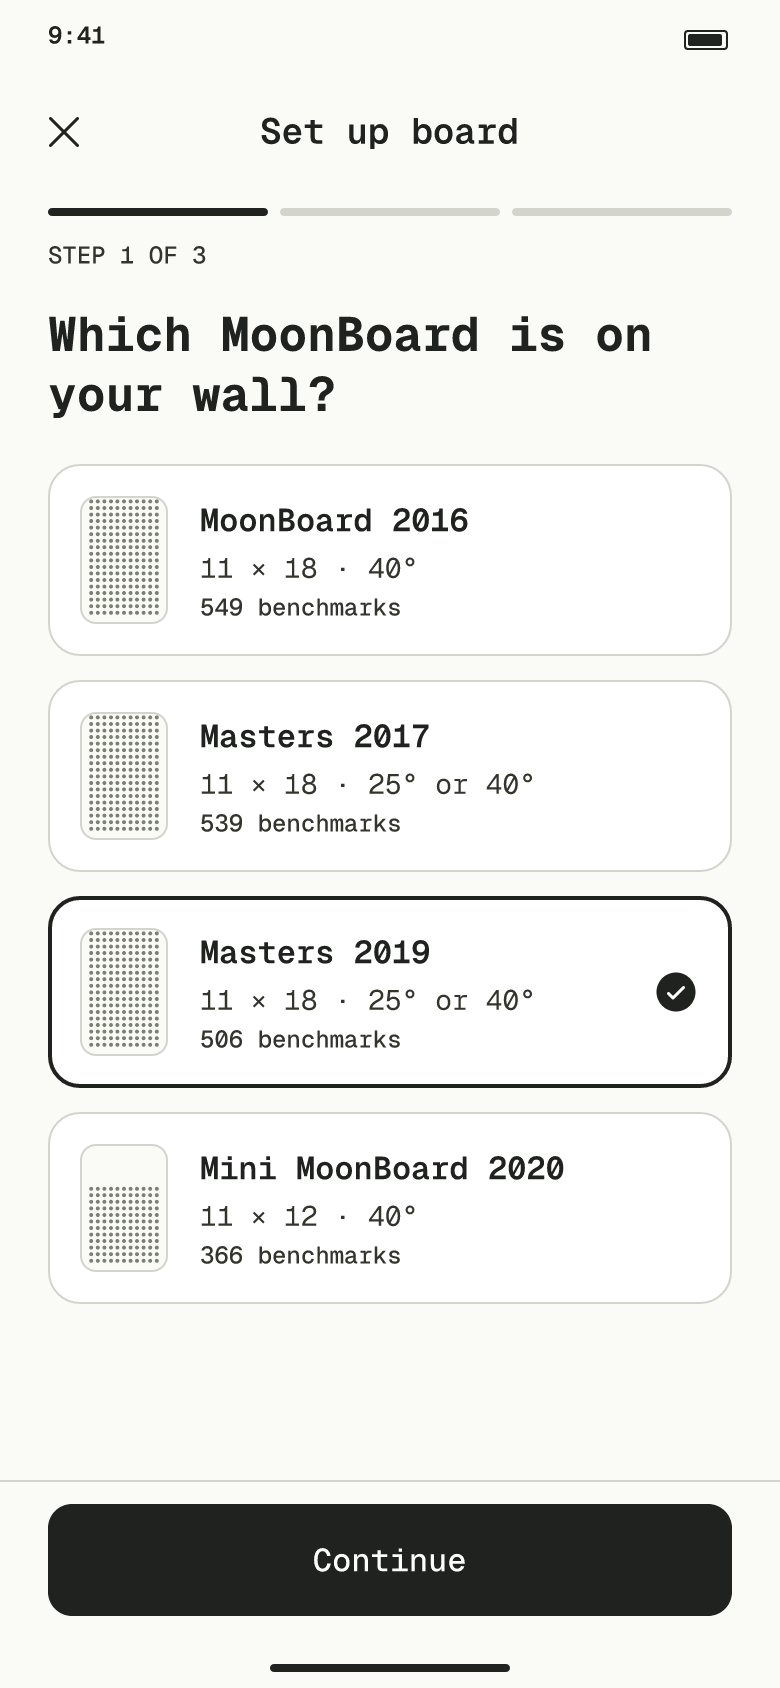 9:41
Set up board
STEP 1 OF 3
Which MoonBoard is on
your wall?
MoonBoard 2016
11 × 18 · 40°
549 benchmarks
Masters 2017
11 × 18 · 25° or 40°
539 benchmarks
Masters 2019
11 × 18 · 25° or 40°
506 benchmarks
Mini MoonBoard 2020
11 × 12 · 40°
366 benchmarks
Continue